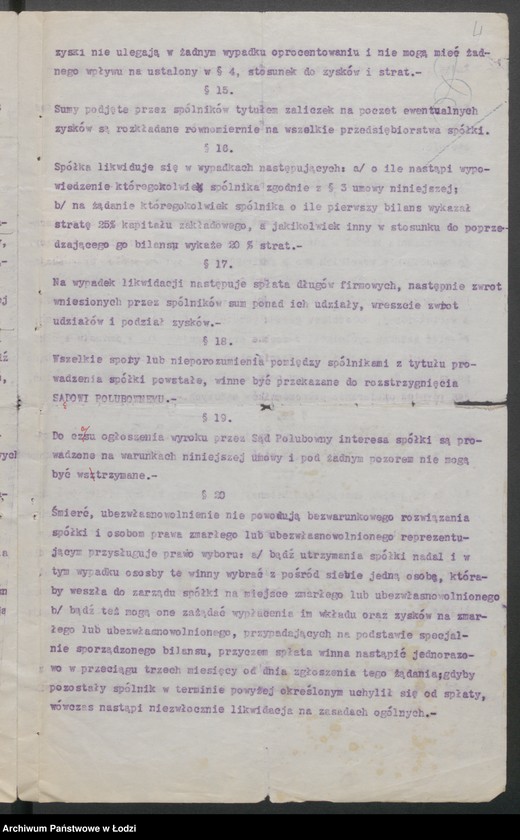 4
zyski nie ulegają w żadnym wypadku oprocentowaniu i nie mogą mieć żad-
nego wpływu na ustalony w § 4, stosunek do zysków i strat.-
§ 15.
Sumy podjęte przez spólników tytułem zaliczek na poczet ewentualnych
zysków są rozkładane równomiernie na wszelkie przedsiębiorstwa spółki.
§ 16.
Spółka likwiduje się w wypadkach następujących: a/ o ile nastąpi wypo-
wiedzenie któregokolwiek spólnika zgodnie z § 3 umowy niniejszej;
b/ na żądanie któregokolwiek spólnika o ile pierwszy bilans wykazał
stratę 25% kapitału zakładowego, a jakikolwiek inny w stosunku do poprze-
dzającego go bilansu wykaże 20 % strat.-
§ 17.
Na wypadek likwidacji następuje spłata długów firmowych, następnie zwrot
wniesionych przez spólników sum ponad ich udziały, wreszcie zwrot
udziałów i podział zysków.-
§ 18.
Wszelkie spory lub nieporozumienia pomiędzy spólnikami z tytułu pro-
wadzenia spółki powstałe, winne być przekazane do rozstrzygnięcia
SĄDOWI POLUBOWNEMU.-
§ 19.
Do czasu ogłoszenia wyroku przez Sąd Polubowny interesa spółki są pro-
wadzone na warunkach niniejszej umowy i pod żadnym pozorem nie mogą
być wstrzymane.-
§ 20
Śmierć, ubezwłasnowolnienie nie powodują bezwarunkowego rozwiązania
spółki i osobom prawa zmarłego lub ubezwłasnowolnionego reprezentu-
jącym przysługuje prawo wyboru: a/ bądź utrzymania spółki nadal i w
tym wypadku ososby te winny wybrać z pośród siebie jedną osobę, która-
by weszła do zarządu spółki na miejsce zmarłego lub ubezwłasnowolnionego
b/ bądź też mogą one zażądać wypłacenia im wkładu oraz zysków na zmar-
łego lub ubezwłasnowolnionego, przypadających na podstawie specjal-
nie sporządzonego bilansu, przyczem spłata winna nastąpić jednorazo-
wo w przeciągu trzech miesięcy od dnia zgłoszenia tego żądania;gdyby
pozostały spólnik w terminie powyżej określonym uchylił się od spłaty,
wówczas nastąpi niezwłocznie likwidacja na zasadach ogólnych.-
Archiwum Państwowe w Łodzi